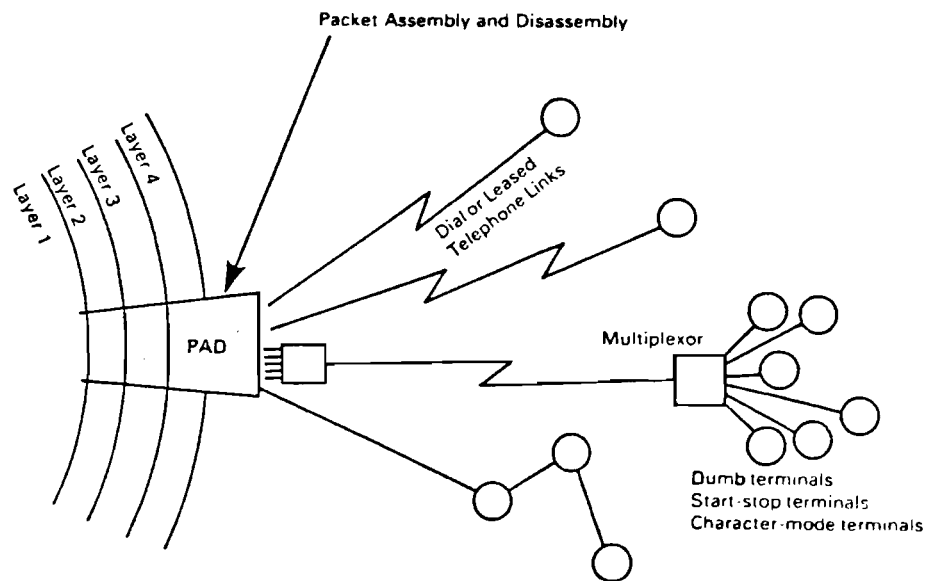 Packet Assembly and Disassembly
Layer 1
Layer 2
Layer 3
Layer 4
Dial or Leased
Telephone Links
PAD
Multiplexor
Dumb terminals
Start-stop terminals
Character-mode terminals